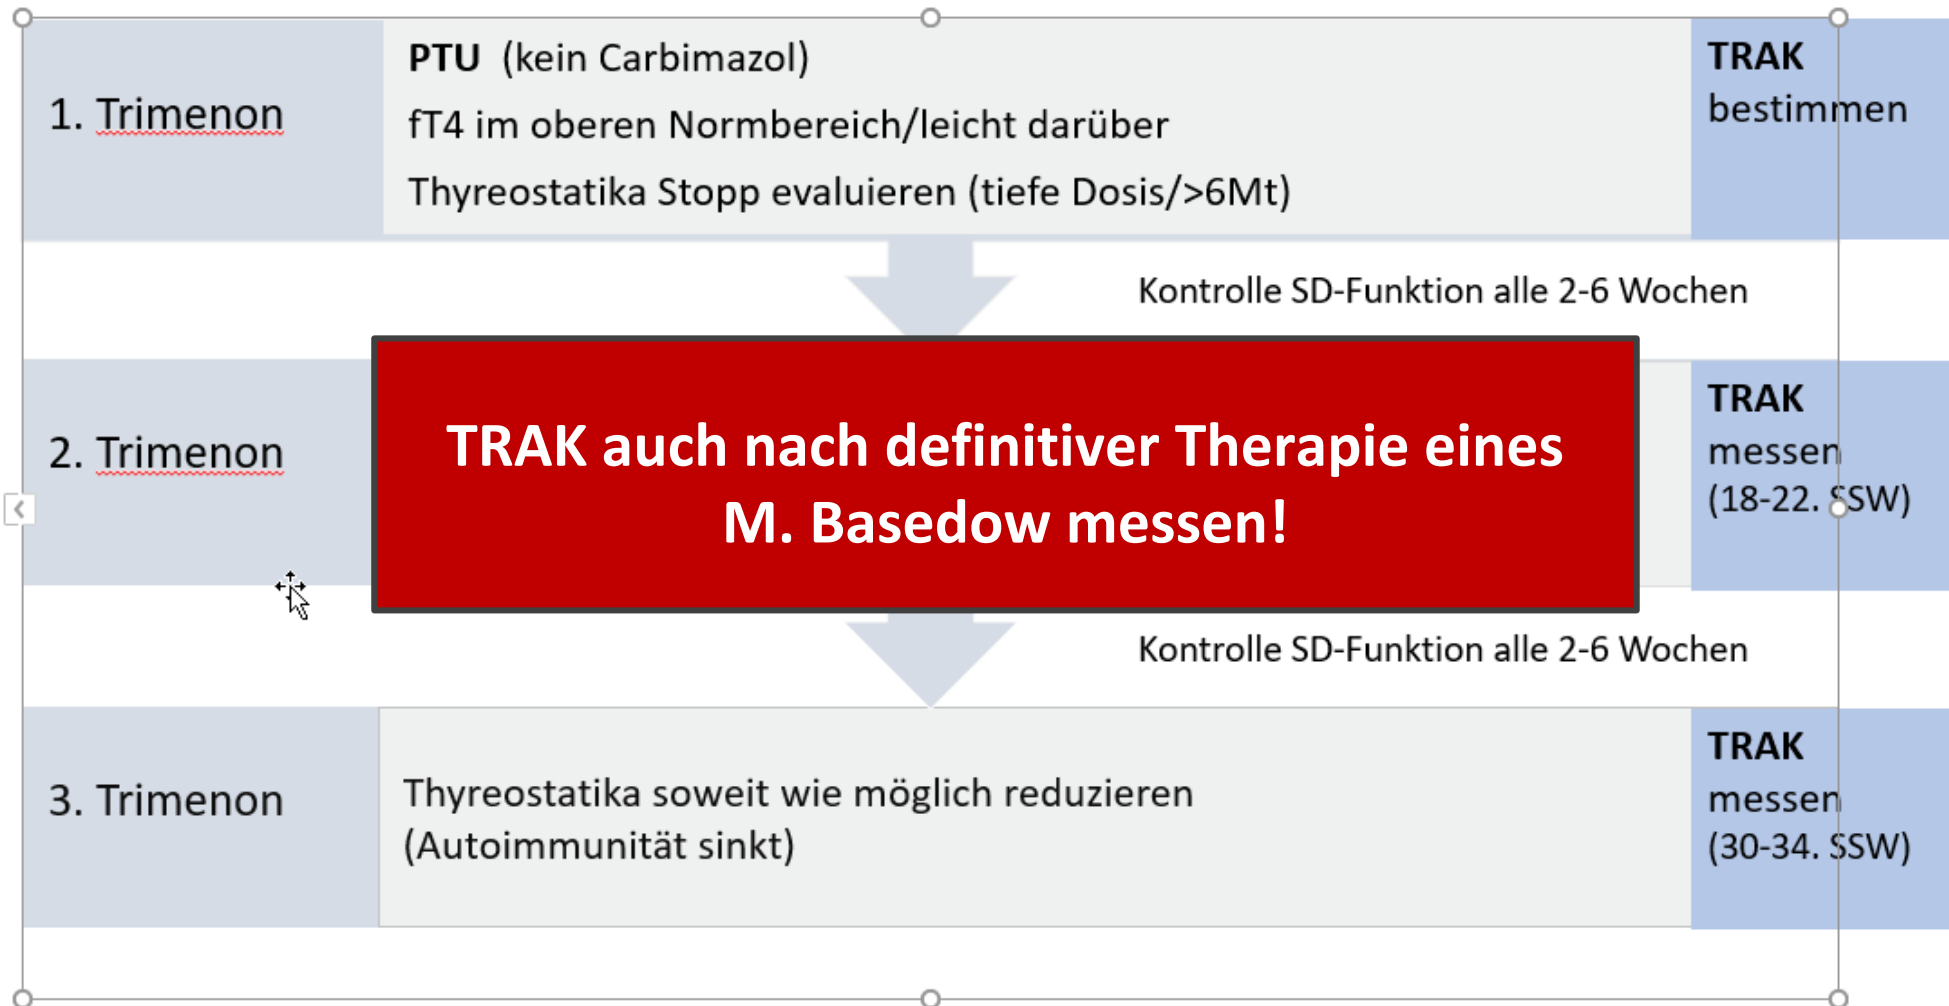 1. Trimenon
PTU (kein Carbimazol)
fT4 im oberen Normbereich/leicht darüber
Thyreostatika Stopp evaluieren (tiefe Dosis/>6Mt)
TRAK
bestimmen
Kontrolle SD-Funktion alle 2-6 Wochen
2. Trimenon
TRAK auch nach definitiver Therapie eines
M. Basedow messen!
TRAK
messen
(18-22. SSW)
Kontrolle SD-Funktion alle 2-6 Wochen
3. Trimenon
Thyreostatika soweit wie möglich reduzieren
(Autoimmunität sinkt)
TRAK
messen
(30-34. SSW)